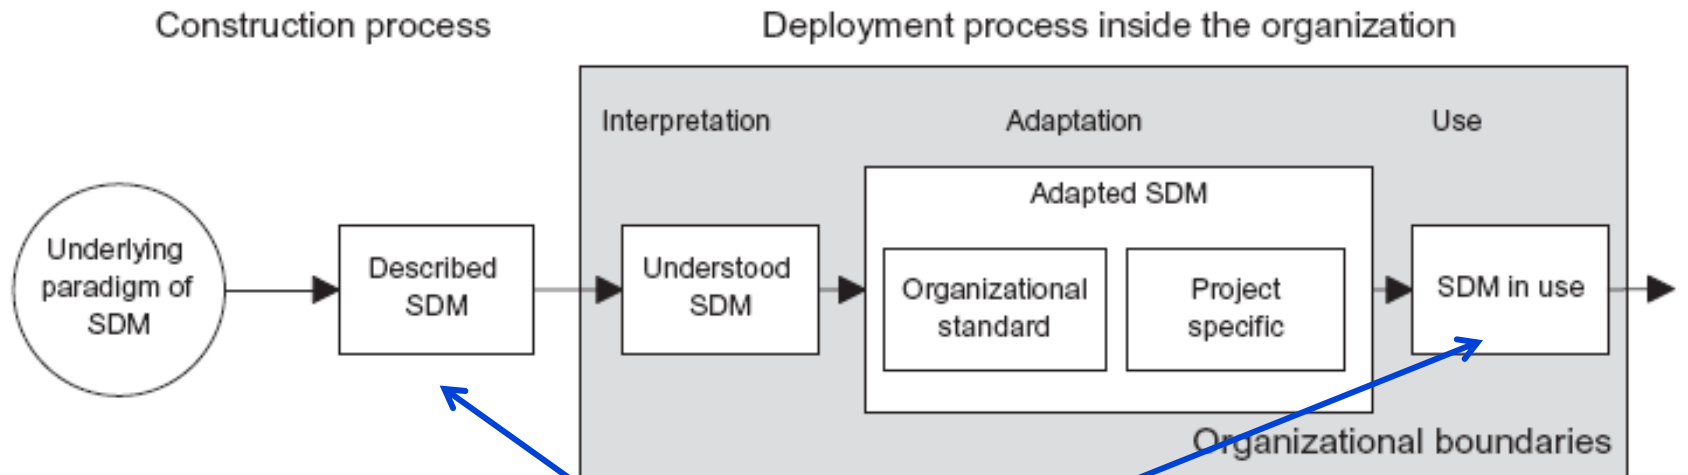 Construction process
Deployment process inside the organization
Interpretation
Adaptation
Use
Underlying
paradigm of
SDM
Described
SDM
Understood
SDM
Adapted SDM
Organizational
standard
Project
specific
SDM in use
Organizational boundaries